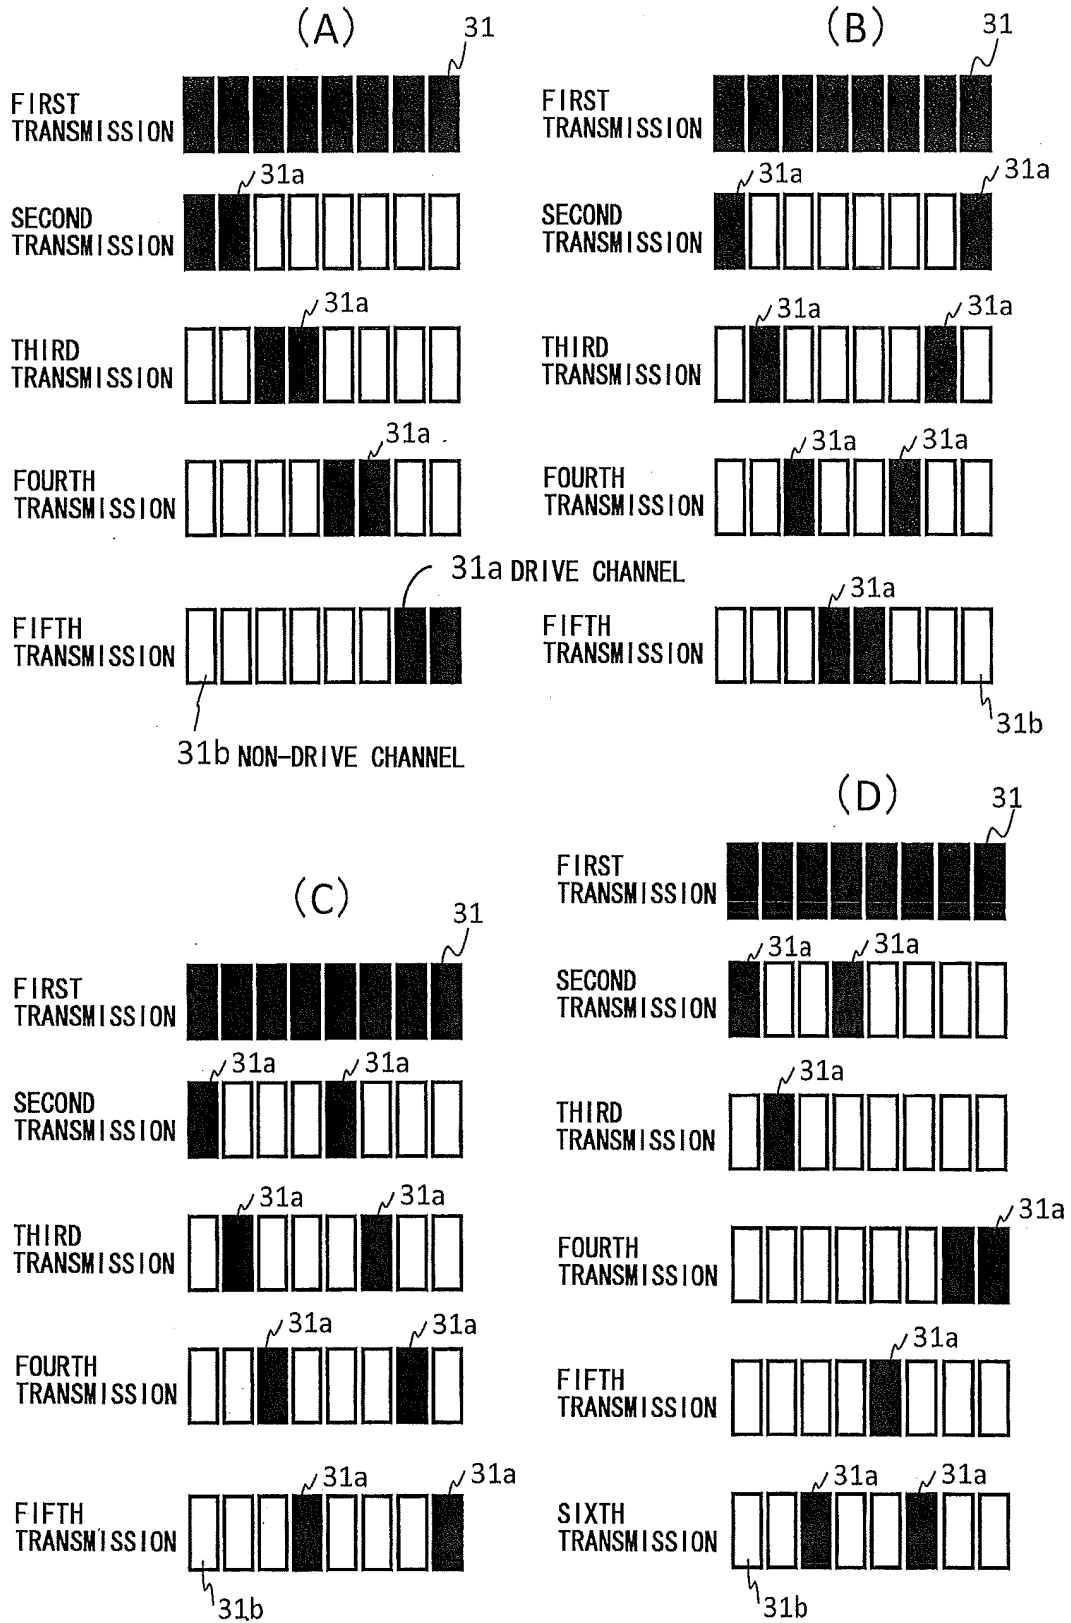 (A)
31
FIRST
TRANSMISSION
31a
SECOND
TRANSMISSION
31a
THIRD
TRANSMISSION
31a
FOURTH
TRANSMISSION
31a DRIVE CHANNEL
FIFTH
TRANSMISSION
31b NON-DRIVE CHANNEL
(B)
31
FIRST
TRANSMISSION
31a
31a
SECOND
TRANSMISSION
31a
31a
THIRD
TRANSMISSION
31a
31a
FOURTH
TRANSMISSION
31a
FIFTH
TRANSMISSION
31b
(C)
31
FIRST
TRANSMISSION
31a
31a
SECOND
TRANSMISSION
31a
31a
THIRD
TRANSMISSION
31a
31a
FOURTH
TRANSMISSION
31a
31a
FIFTH
TRANSMISSION
31b
(D)
31
FIRST
TRANSMISSION
31a
31a
SECOND
TRANSMISSION
31a
THIRD
TRANSMISSION
31a
FOURTH
TRANSMISSION
31a
FIFTH
TRANSMISSION
31a
31a
SIXTH
TRANSMISSION
31b